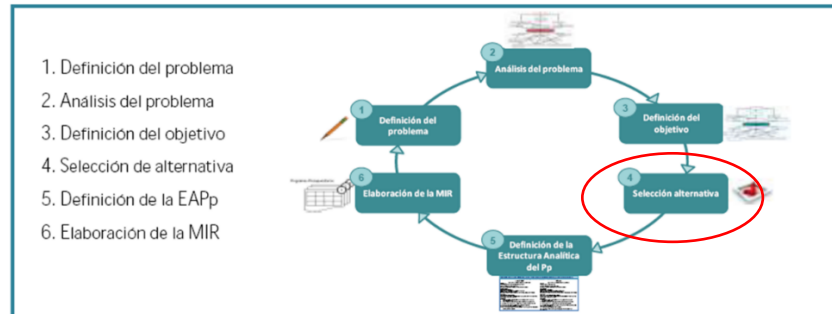 1. Definición del problema
2. Análisis del problema
3. Definición del objetivo
4. Selección de alternativa
5. Definición de la EAPp
6. Elaboración de la MIR
2
Análisis del problema
1
Definición del
problema
3
Definición del
objetivo
6
Elaboración de la MIR
4
Selección alternativa
5
Definición de la
Estructura Analítica
del Pp